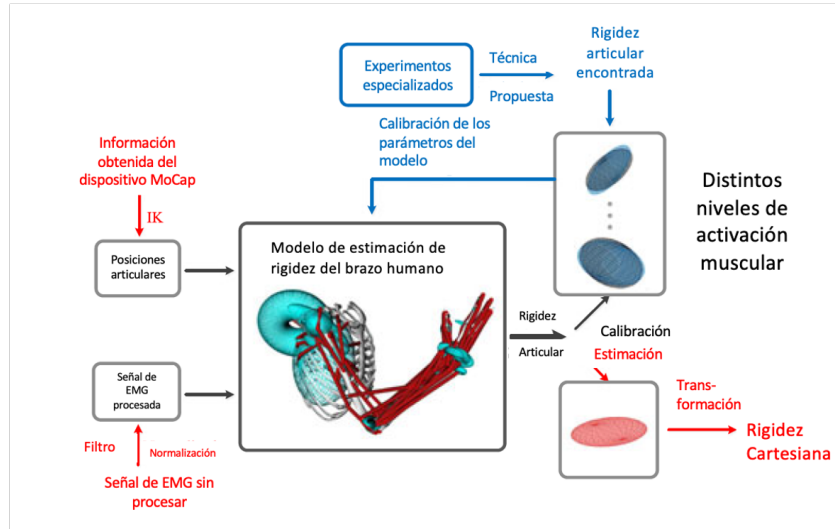 Experimentos
especializados
Técnica
Propuesta
Rigidez
articular
encontrada
Calibración de los
parámetros del
modelo
Información
obtenida del
dispositivo MoCap
IK
Posiciones
articulares
Modelo de estimación de
rigidez del brazo humano
Distintos
niveles de
activación
muscular
Rigidez
Articular
Calibración
Estimación
Trans-
formación
Rigidez
Cartesiana
Señal de
EMG
procesada
Filtro
Normalización
Señal de EMG sin
procesar